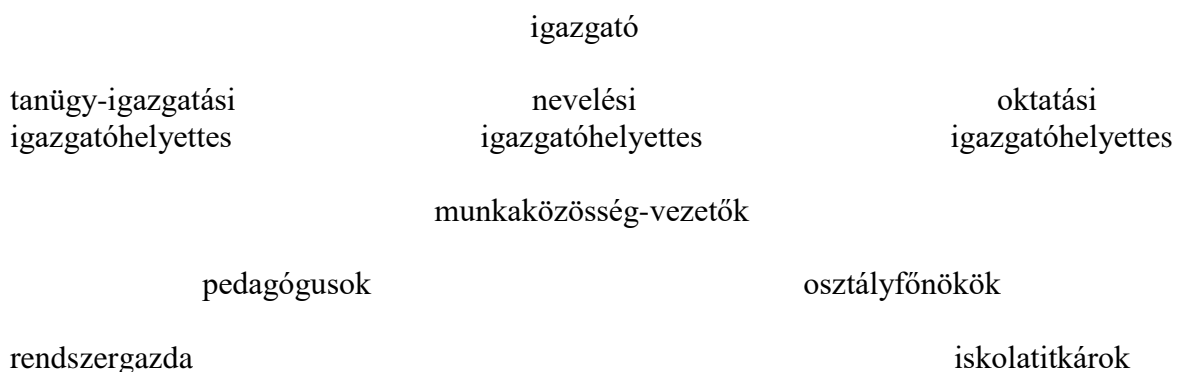 igazgató
tanügy-igazgatási nevelési oktatási
igazgatóhelyettes igazgatóhelyettes igazgatóhelyettes
munkaközösség-vezetők
pedagógusok osztályfőnökök
rendszergazda iskolatitkárok